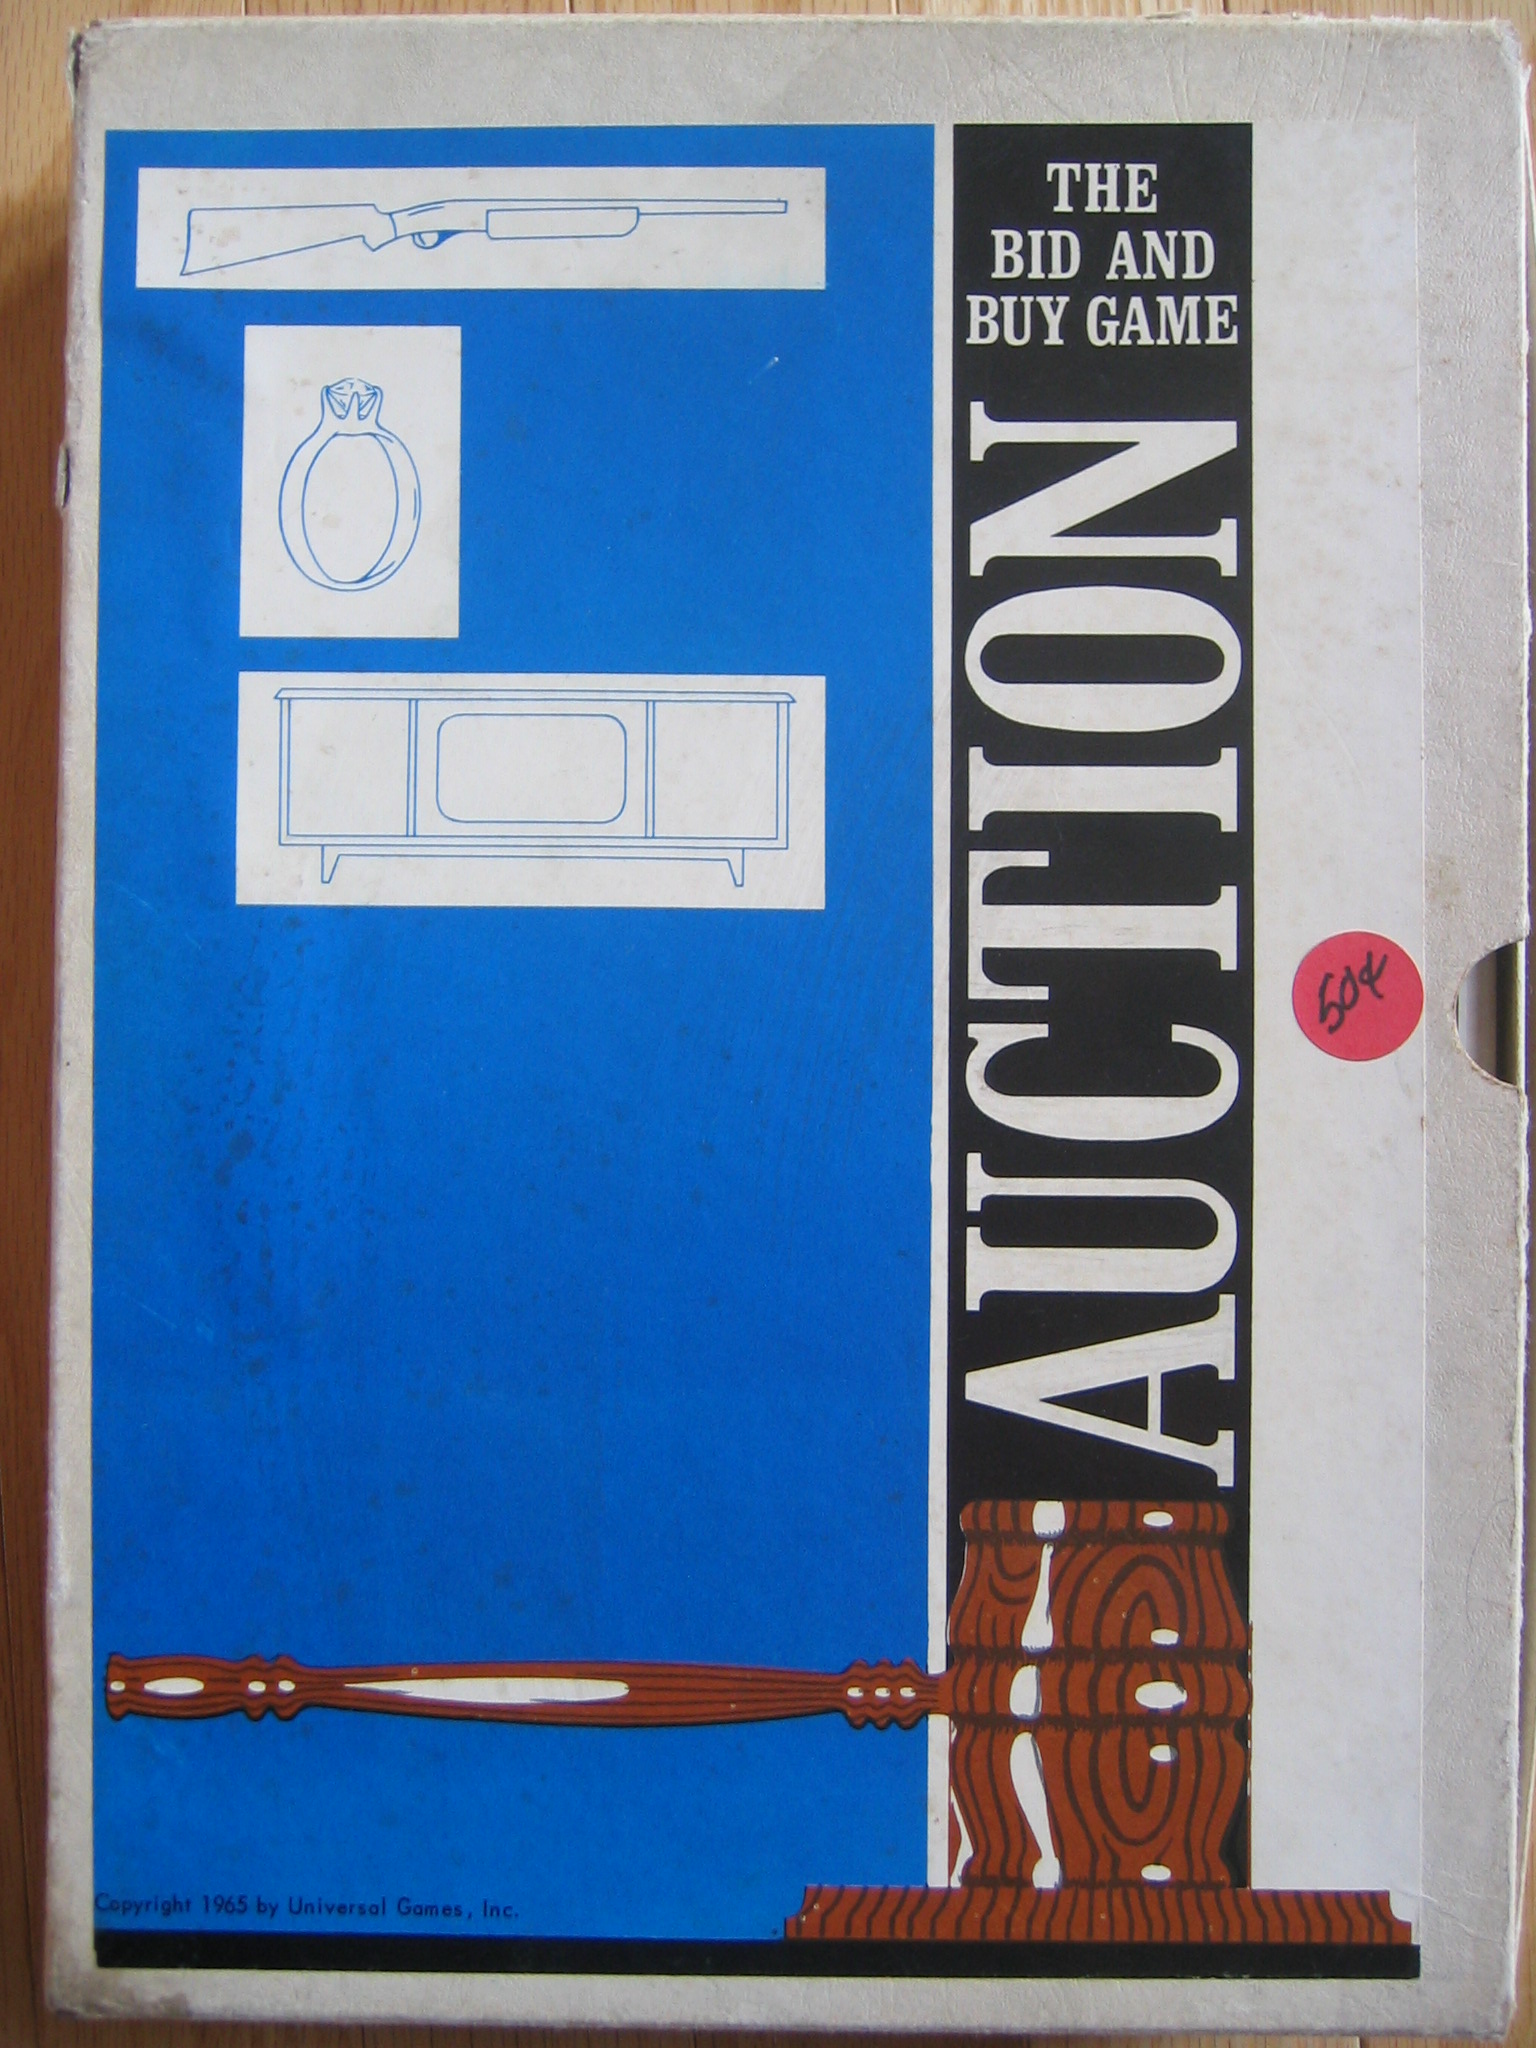 THE
BID AND
BUY GAME
AUCTION
50¢
Copyright 1965 by Universal Games, Inc.